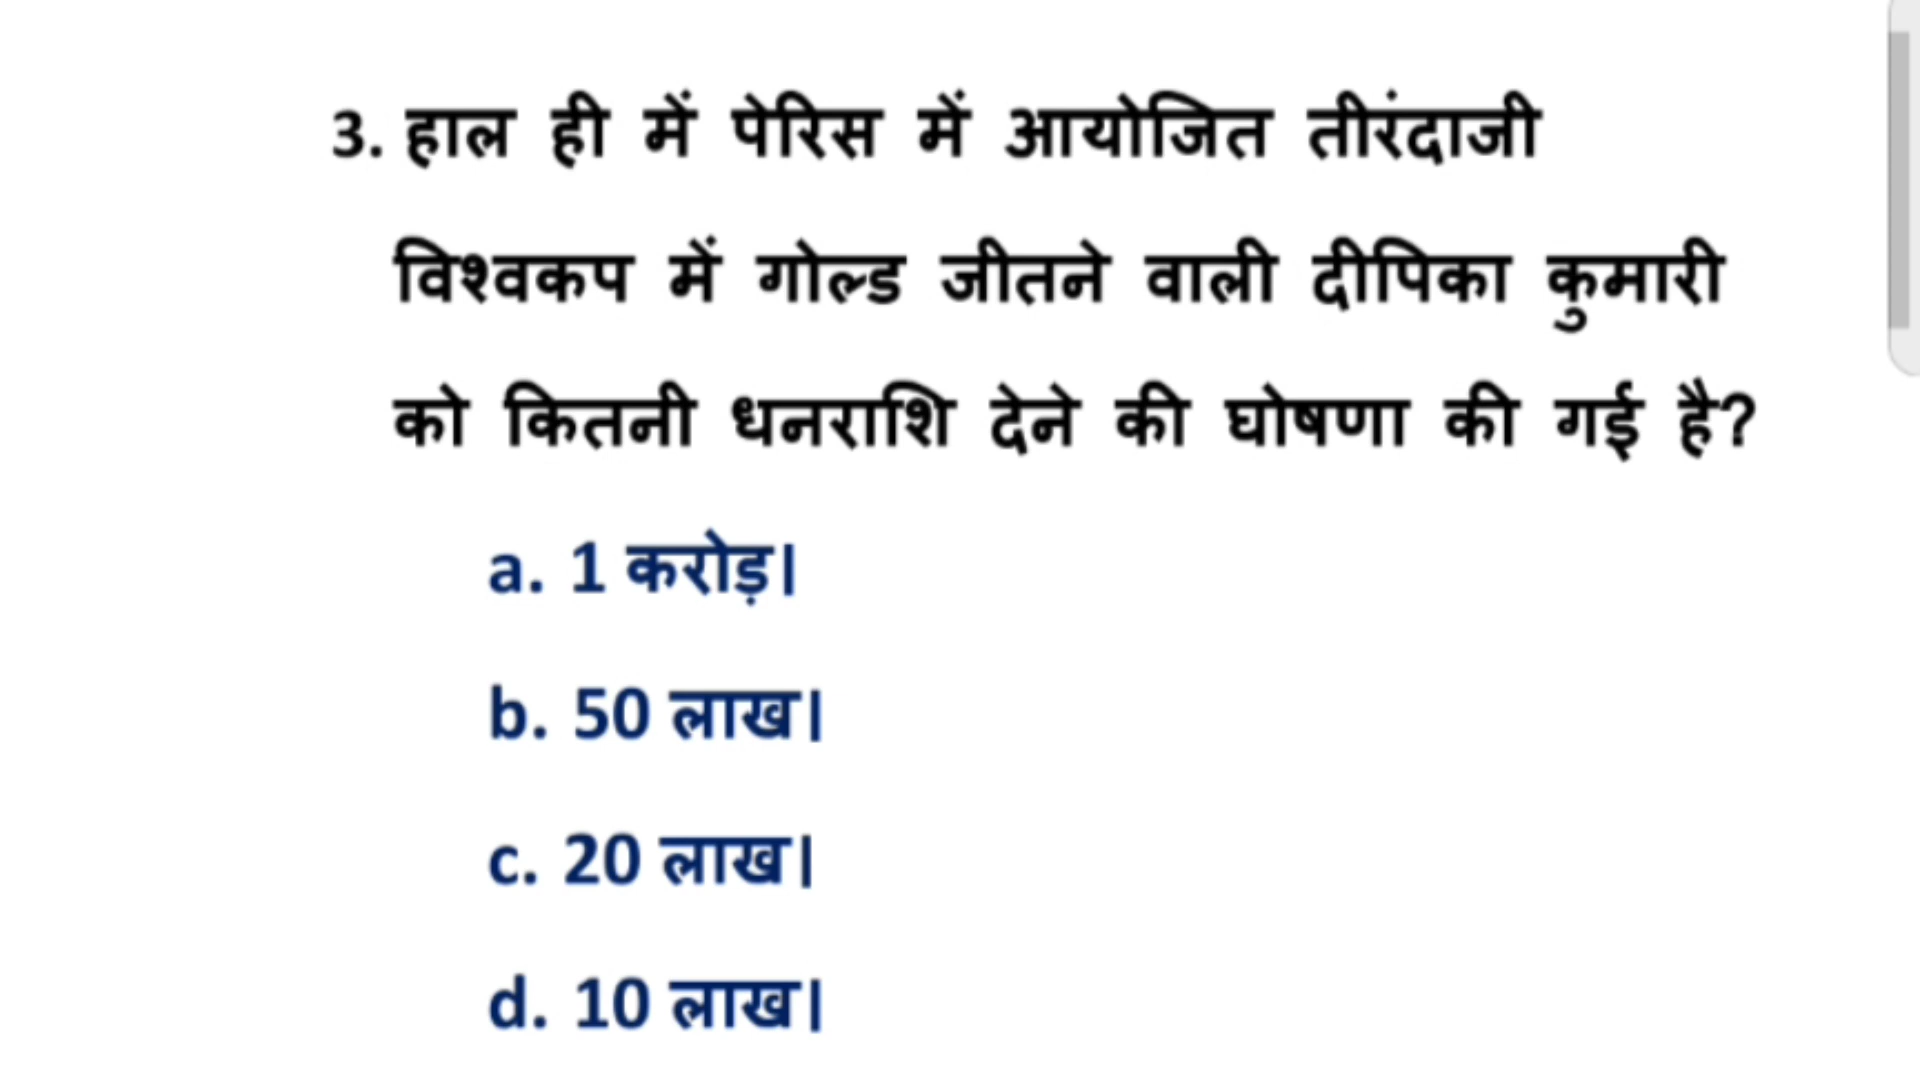 3. हाल ही में पेरिस में आयोजित तीरंदाजी
विश्वकप में गोल्ड जीतने वाली दीपिका कुमारी
को कितनी धनराशि देने की घोषणा की गई है?
a. 1 करोड़।
b. 50 लाख।
c. 20 लाख।
d. 10 लाख।